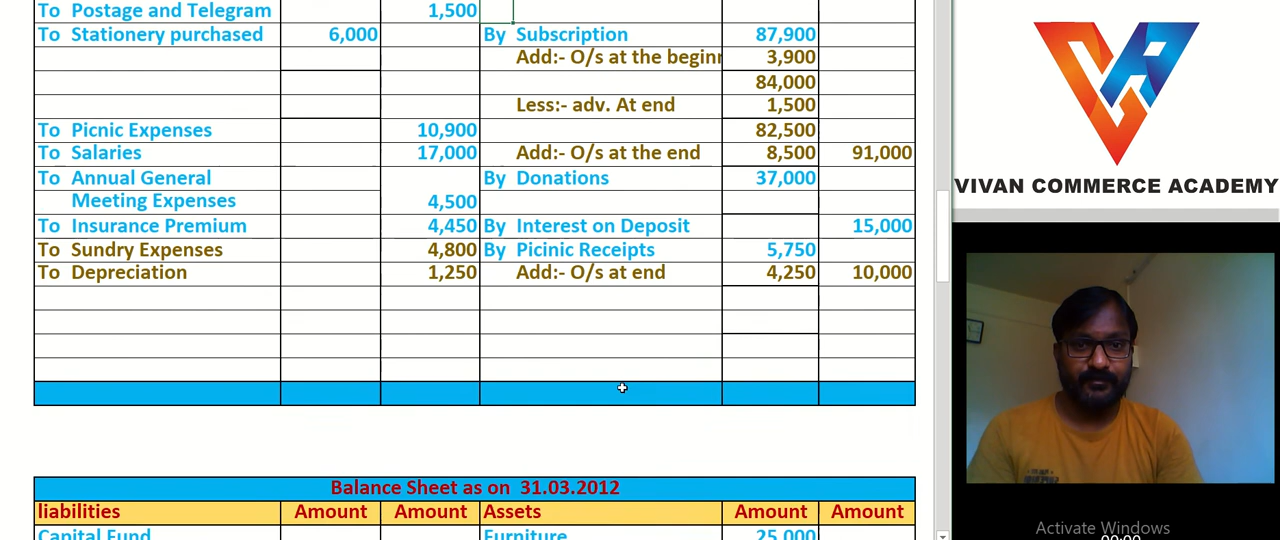 To Postage and Telegram 1,500
To Stationery purchased 6,000 By Subscription 87,900
Add:- O/s at the beginr 3,900
84,000
Less:- adv. At end 1,500
To Picnic Expenses 10,900 82,500
To Salaries 17,000 Add:- O/s at the end 8,500 91,000
To Annual General By Donations 37,000
Meeting Expenses 4,500
To Insurance Premium 4,450 By Interest on Deposit 15,000
To Sundry Expenses 4,800 By Picinic Receipts 5,750
To Depreciation 1,250 Add:- O/s at end 4,250 10,000
Balance Sheet as on 31.03.2012
liabilities Amount Amount Assets Amount Amount
Capital Fund Furniture 25,000
VIVAN COMMERCE ACADEMY
Activate Windows